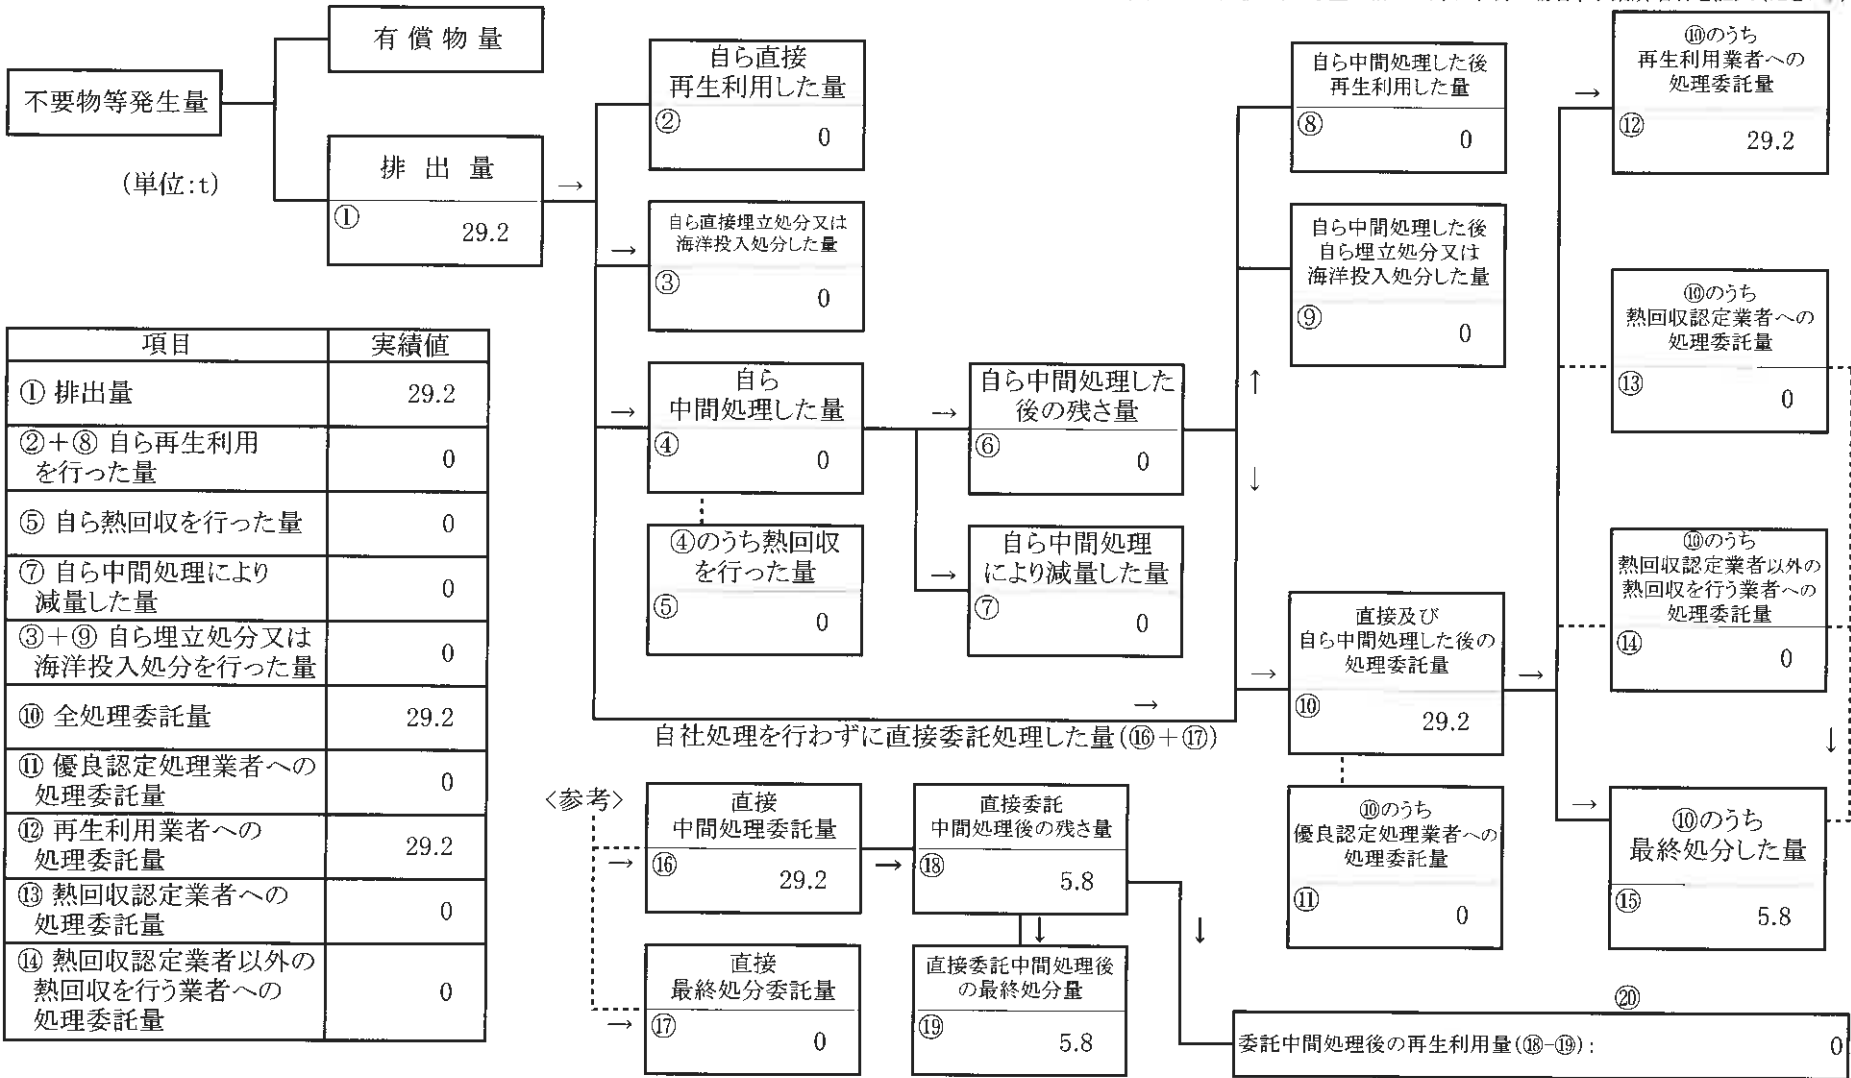 不要物等発生量
(単位:t)
有償物量
排出量
①
29.2
自ら直接
再生利用した量
②
0
自ら直接埋立処分又は
海洋投入処分した量
③
0
自ら
中間処理した量
④
0
④のうち熱回収
を行った量
⑤
0
自ら中間処理した
後の残さ量
⑥
0
自ら中間処理
により減量した量
⑦
0
自ら中間処理した後
再生利用した量
⑧
0
自ら中間処理した後
自ら埋立処分又は
海洋投入処分した量
⑨
0
直接及び
自ら中間処理した後の
処理委託量
⑩
29.2
⑩のうち
優良認定処理業者への
処理委託量
⑪
0
⑩のうち
再生利用業者への
処理委託量
⑫
29.2
⑩のうち
熱回収認定業者への
処理委託量
⑬
0
⑩のうち
熱回収認定業者以外の
熱回収を行う業者への
処理委託量
⑭
0
⑩のうち
最終処分した量
⑮
5.8
自社処理を行わずに直接委託処理した量(⑯+⑰)
<参考>
直接
中間処理委託量
⑯
29.2
直接
最終処分委託量
⑰
0
直接委託
中間処理後の残さ量
⑱
5.8
直接委託中間処理後
の最終処分量
⑲
5.8
⑳
委託中間処理後の再生利用量(⑱-⑲): 0
項目 実績値
① 排出量 29.2
②+⑧ 自ら再生利用
を行った量 0
⑤ 自ら熱回収を行った量 0
⑦ 自ら中間処理により
減量した量 0
③+⑨ 自ら埋立処分又は
海洋投入処分を行った量 0
⑩ 全処理委託量 29.2
⑪ 優良認定処理業者への
処理委託量 0
⑫ 再生利用業者への
処理委託量 29.2
⑬ 熱回収認定業者への
処理委託量 0
⑭ 熱回収認定業者以外の
熱回収を行う業者への
処理委託量 0